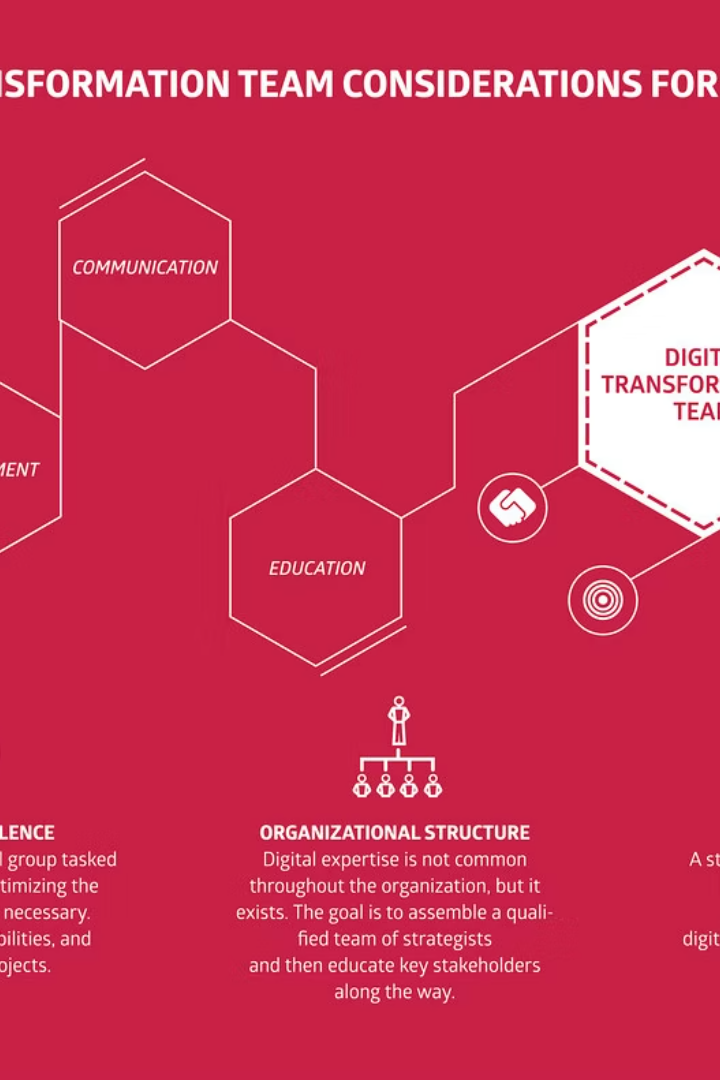 NSFORMATION TEAM CONSIDERATIONS FOR
COMMUNICATION
DIGIT
TRANSFOR
TEA
MENT
EDUCATION
LENCE
l group tasked
timizing the
necessary.
bilities, and
ojects.
ORGANIZATIONAL STRUCTURE
Digital expertise is not common
throughout the organization, but it
exists. The goal is to assemble a quali-
fied team of strategists
and then educate key stakeholders
along the way.
A st
digit